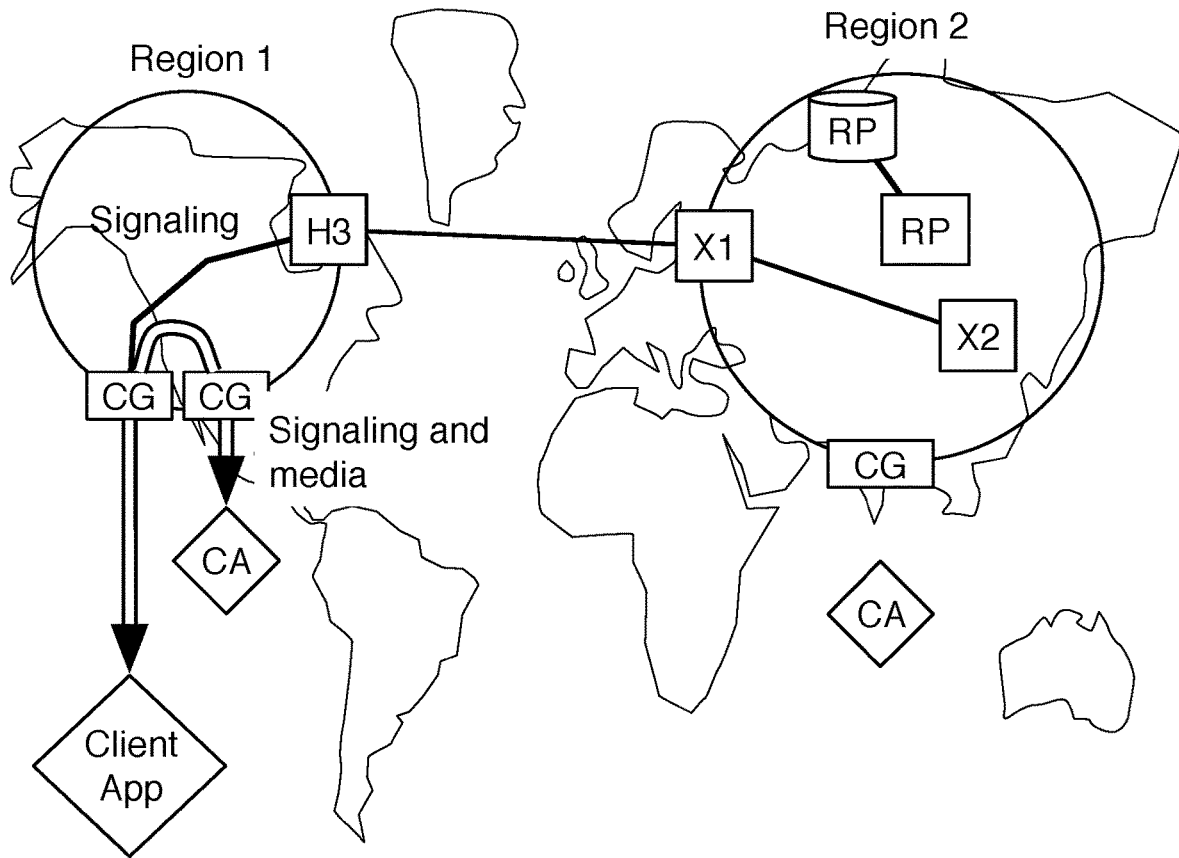 Region 1
Region 2
RP
Signaling
H3
RP
X1
X2
CG
CG
Signaling and
media
CG
CA
CA
Client
App